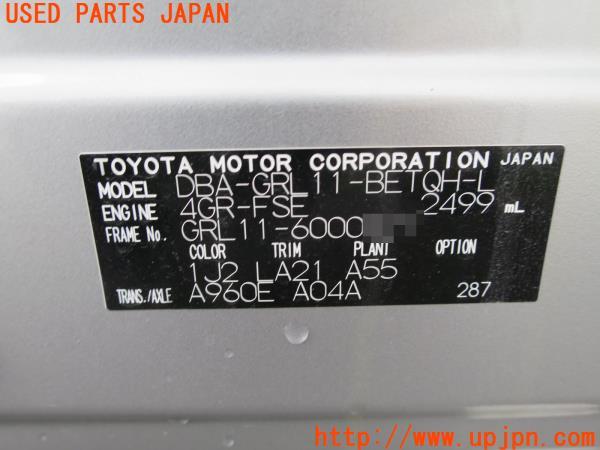 USED PARTS JAPAN
TOYOTA MOTOR CORPORATION JAPAN
MODEL DBA-GRL11-BETQH-L
ENGINE 4GR-FSE 2499 mL
FRAME No. GRL11-6000
COLOR TRIM PLANT OPTION
1J2 LA21 A55
TRANS./AXLE A960E A04A 287
http://www.upjpn.com/